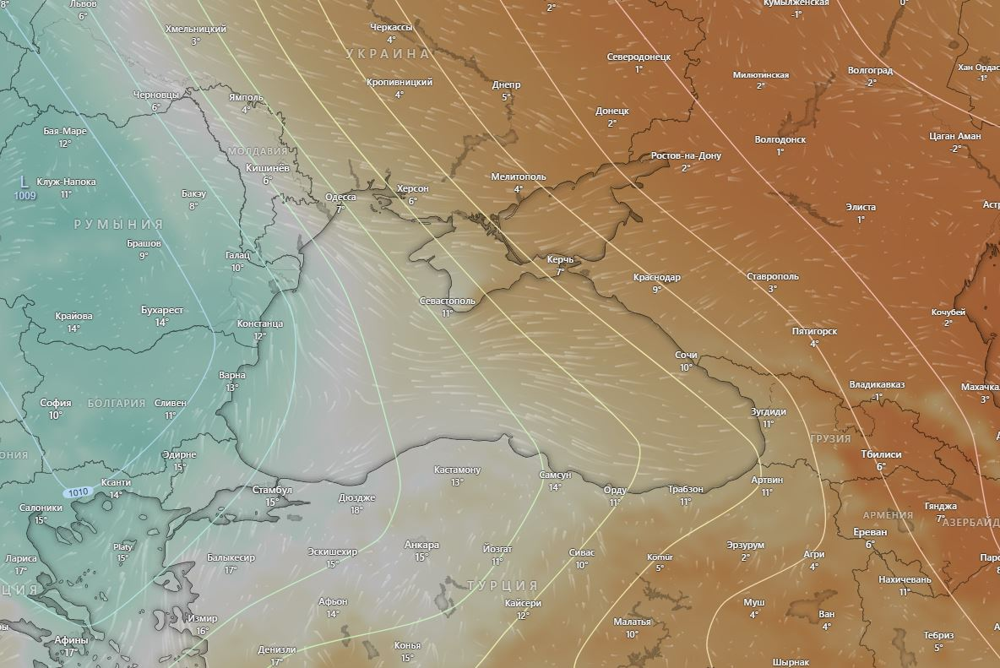 8°
Львов
6°
2°
Кумылженская
-1°
0°
Хмельницкий
3°
Черкассы
4°
УКРАИНА
Северодонецк
1°
Милютинская
2°
Волгоград
-2°
-1°
Черновцы
6°
Ямполь
4°
Кропивницкий
4°
Днепр
5°
Донецк
2°
Бая-Маре
12°
Волгодонск
1°
Цаган Аман
-2°
МОЛДАВИЯ
Кишинёв
6°
Ростов-на-Дону
2°
L
1009
Клуж-Напока
11°
Бакэу
8°
Одесса
7°
Херсон
6°
Мелитополь
4°
Элиста
1°
РУМЫНИЯ
Брашов
9°
Галац
10°
Керчь
7°
Краснодар
9°
Ставрополь
3°
Крайова
14°
Бухарест
14°
Констанца
12°
Севастополь
11°
Кочубей
2°
Пятигорск
4°
Сочи
10°
Варна
13°
Владикавказ
-1°
3°
София
10°
БОЛГАРИЯ
Сливен
11°
Зугдиди
11°
ГРУЗИЯ
Эдирне
15°
Тбилиси
6°
Кастамону
13°
Самсун
14°
Орду
11°
Трабзон
11°
Артвин
11°
1010
Ксанти
14°
Стамбул
15°
Дюздже
18°
Салоники
15°
Гянджа
7°
АРМЕНИЯ
Ереван
6°
Лариса
17°
Platy
15°
Балыкесир
17°
Эскишехир
15°
Анкара
15°
Йозгат
11°
Сивас
10°
Kömür
5°
Эрзурум
2°
Агри
4°
Нахичевань
11°
ТУРЦИЯ
Измир
16°
Афьон
14°
Кайсери
12°
Малатья
10°
Муш
4°
Ван
4°
Тебриз
5°
Афины
17°
Денизли
17°
Конья
15°
Шырнак